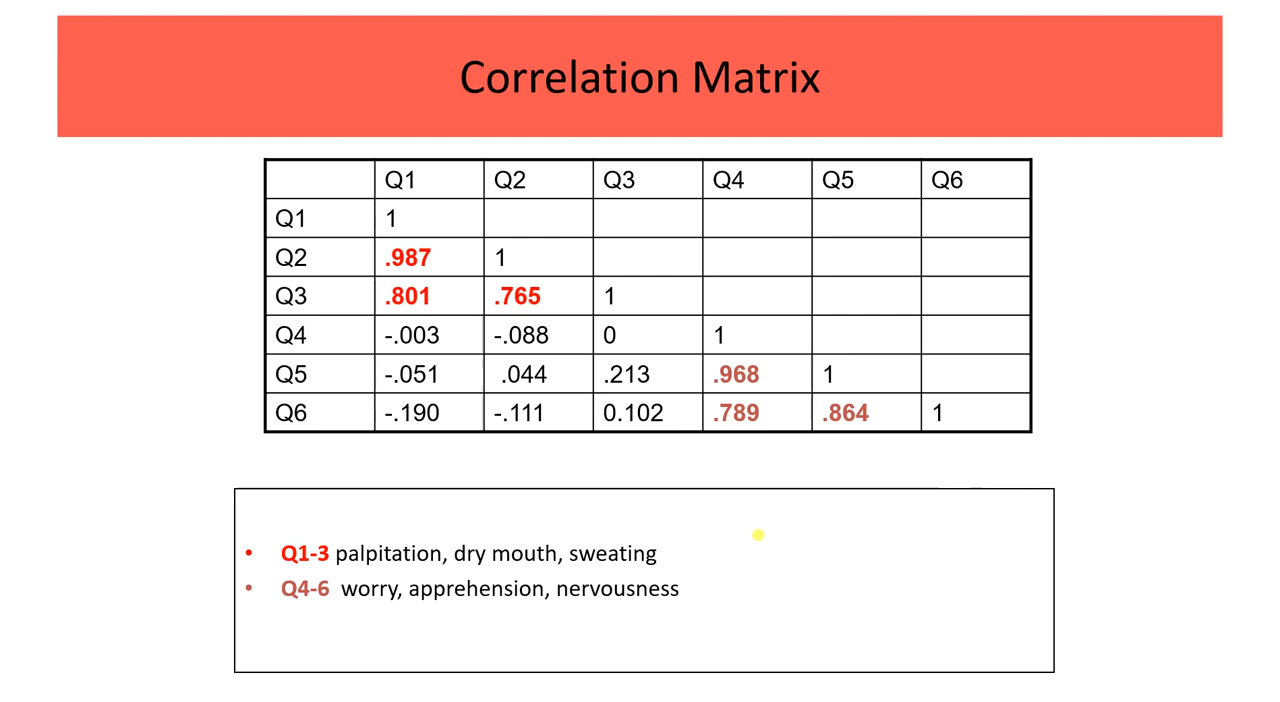 Correlation Matrix
Q1 Q2 Q3 Q4 Q5 Q6
Q1 1
Q2 .987 1
Q3 .801 .765 1
Q4 -.003 -.088 0 1
Q5 -.051 .044 .213 .968 1
Q6 -.190 -.111 0.102 .789 .864 1
• Q1-3 palpitation, dry mouth, sweating
• Q4-6 worry, apprehension, nervousness